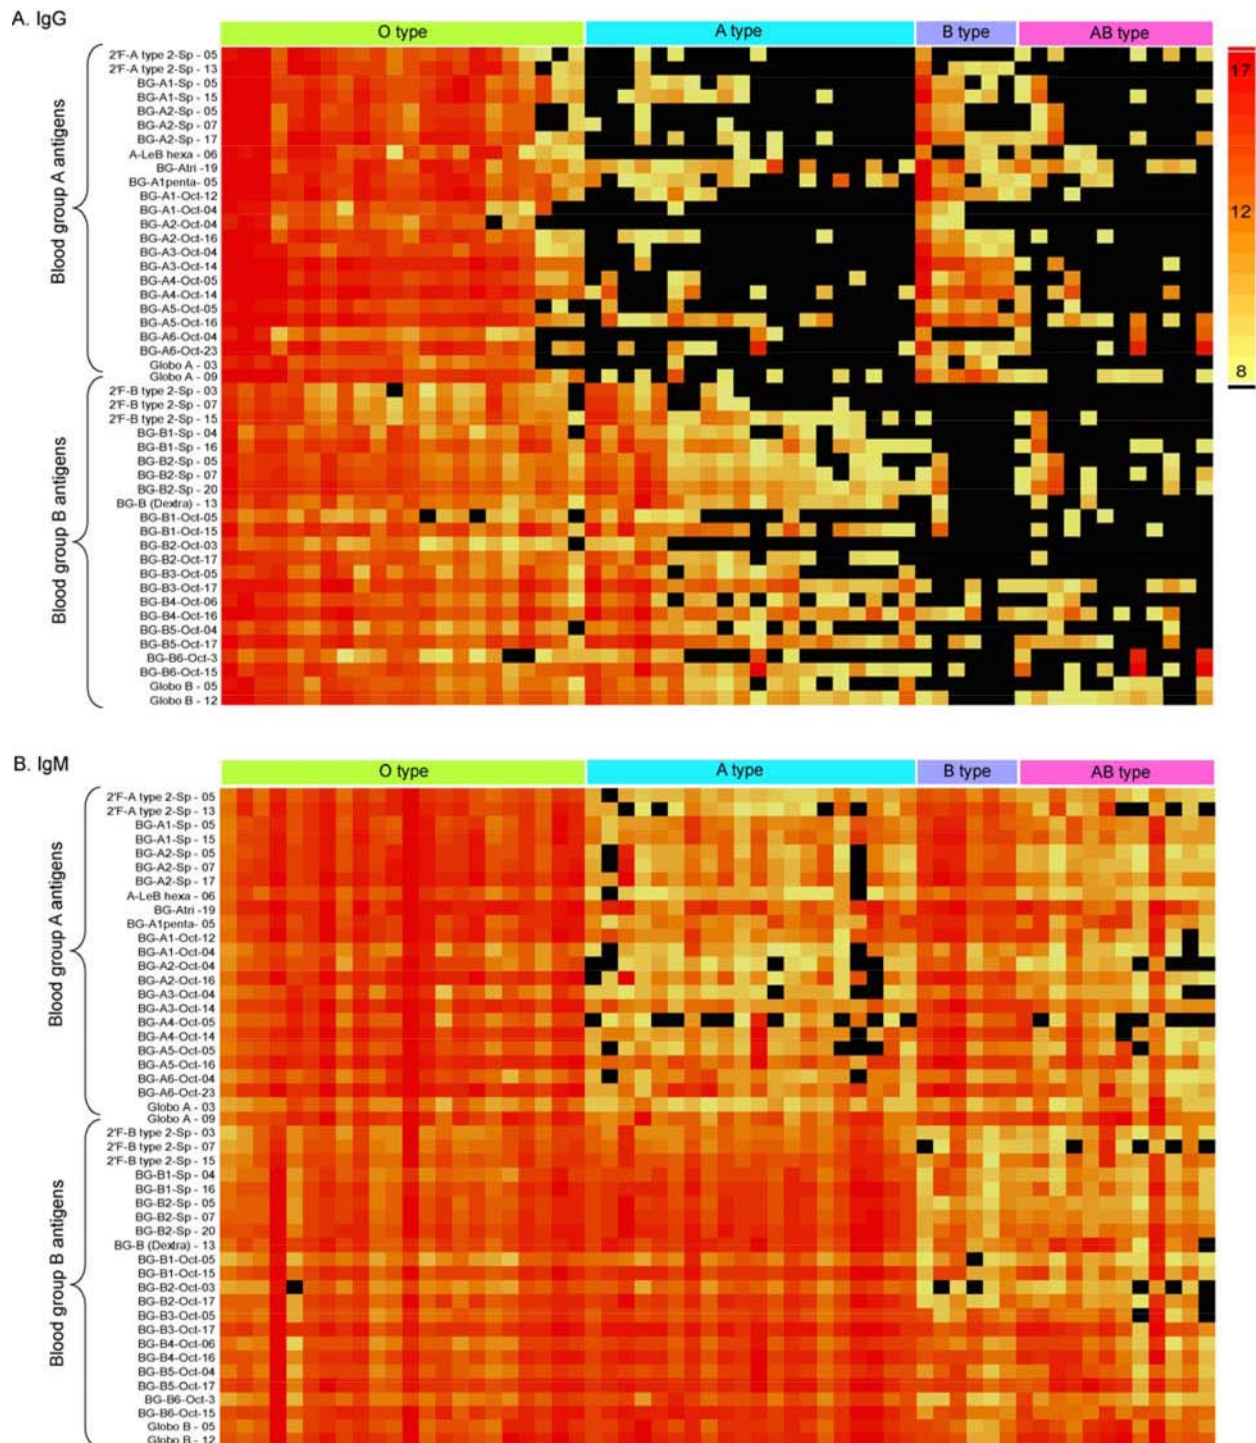 A. IgG
O type
A type
B type
AB type
Blood group A antigens
2'F-A type 2-Sp - 05
2'F-A type 2-Sp - 13
BG-A1-Sp - 05
BG-A1-Sp - 15
BG-A2-Sp - 05
BG-A2-Sp - 07
BG-A2-Sp - 17
A-LeB hexa - 06
BG-Atri -19
BG-A1penta- 05
BG-A1-Oct-12
BG-A1-Oct-04
BG-A2-Oct-04
BG-A2-Oct-16
BG-A3-Oct-04
BG-A3-Oct-14
BG-A4-Oct-05
BG-A4-Oct-14
BG-A5-Oct-05
BG-A5-Oct-16
BG-A6-Oct-04
BG-A6-Oct-23
Globo A - 03
Globo A - 09
Blood group B antigens
2'F-B type 2-Sp - 03
2'F-B type 2-Sp - 07
2'F-B type 2-Sp - 15
BG-B1-Sp - 04
BG-B1-Sp - 16
BG-B2-Sp - 05
BG-B2-Sp - 07
BG-B2-Sp - 20
BG-B (Dextra) - 13
BG-B1-Oct-05
BG-B1-Oct-15
BG-B2-Oct-03
BG-B2-Oct-17
BG-B3-Oct-05
BG-B3-Oct-17
BG-B4-Oct-06
BG-B4-Oct-16
BG-B5-Oct-04
BG-B5-Oct-17
BG-B6-Oct-3
BG-B6-Oct-15
Globo B - 05
Globo B - 12
17
12
8
B. IgM
O type
A type
B type
AB type
Blood group A antigens
2'F-A type 2-Sp - 05
2'F-A type 2-Sp - 13
BG-A1-Sp - 05
BG-A1-Sp - 15
BG-A2-Sp - 05
BG-A2-Sp - 07
BG-A2-Sp - 17
A-LeB hexa - 06
BG-Atri -19
BG-A1penta- 05
BG-A1-Oct-12
BG-A1-Oct-04
BG-A2-Oct-04
BG-A2-Oct-16
BG-A3-Oct-04
BG-A3-Oct-14
BG-A4-Oct-05
BG-A4-Oct-14
BG-A5-Oct-05
BG-A5-Oct-16
BG-A6-Oct-04
BG-A6-Oct-23
Globo A - 03
Globo A - 09
Blood group B antigens
2'F-B type 2-Sp - 03
2'F-B type 2-Sp - 07
2'F-B type 2-Sp - 15
BG-B1-Sp - 04
BG-B1-Sp - 16
BG-B2-Sp - 05
BG-B2-Sp - 07
BG-B2-Sp - 20
BG-B (Dextra) - 13
BG-B1-Oct-05
BG-B1-Oct-15
BG-B2-Oct-03
BG-B2-Oct-17
BG-B3-Oct-05
BG-B3-Oct-17
BG-B4-Oct-06
BG-B4-Oct-16
BG-B5-Oct-04
BG-B5-Oct-17
BG-B6-Oct-3
BG-B6-Oct-15
Globo B - 05
Globo B - 12